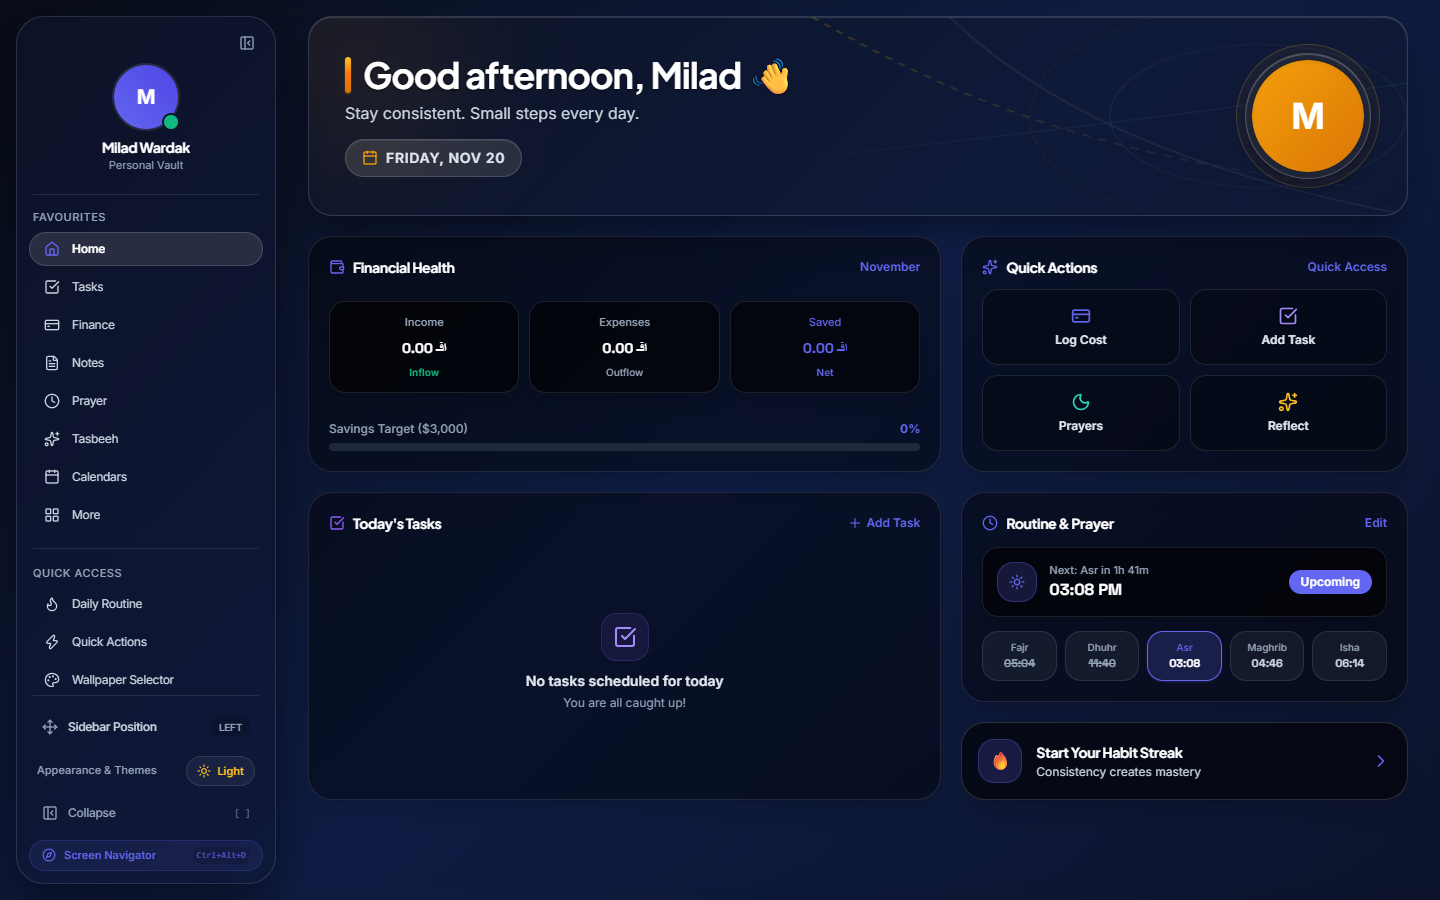 M
Milad Wardak
Personal Vault
FAVOURITES
Home
Tasks
Finance
Notes
Prayer
Tasbeeh
Calendars
More
QUICK ACCESS
Daily Routine
Quick Actions
Wallpaper Selector
Sidebar Position LEFT
Appearance & Themes Light
Collapse [ ]
Screen Navigator Ctrl+Alt+D
Good afternoon, Milad 👋
Stay consistent. Small steps every day.
FRIDAY, NOV 20
M
Financial Health November
Income Expenses Saved
0.00 0.00 0.00
Inflow Outflow Net
Savings Target ($3,000) 0%
Quick Actions Quick Access
Log Cost Add Task
Prayers Reflect
Today's Tasks + Add Task
No tasks scheduled for today
You are all caught up!
Routine & Prayer Edit
Next: Asr in 1h 41m
03:08 PM Upcoming
Fajr Dhuhr Asr Maghrib Isha
05:04 11:40 03:08 04:46 06:14
Start Your Habit Streak
Consistency creates mastery